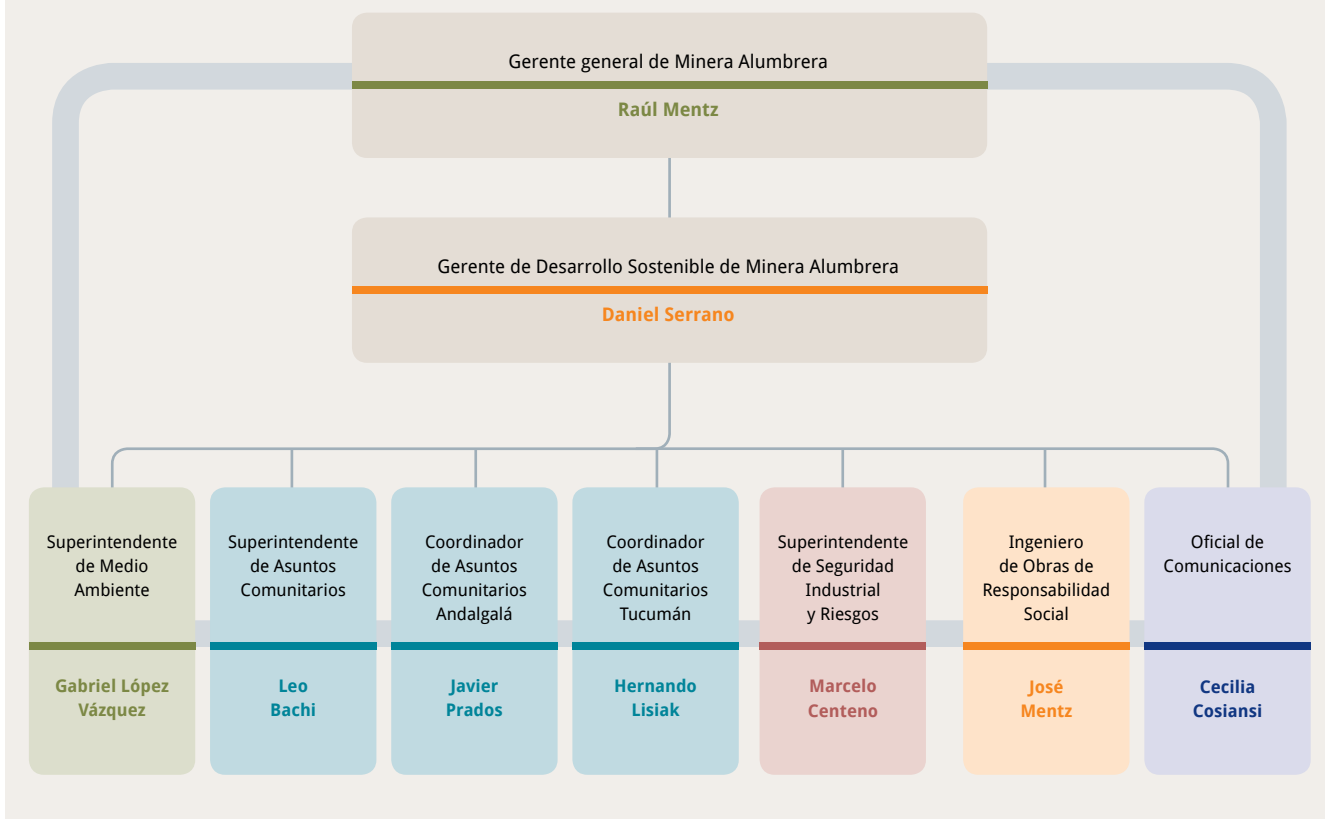 Gerente general de Minera Alumbrera
Raúl Mentz
Gerente de Desarrollo Sostenible de Minera Alumbrera
Daniel Serrano
Superintendente
de Medio
Ambiente
Gabriel López
Vázquez
Superintendente
de Asuntos
Comunitarios
Leo
Bachi
Coordinador
de Asuntos
Comunitarios
Andalgalá
Javier
Prados
Coordinador
de Asuntos
Comunitarios
Tucumán
Hernando
Lisiak
Superintendente
de Seguridad
Industrial
y Riesgos
Marcelo
Centeno
Ingeniero
de Obras de
Responsabilidad
Social
José
Mentz
Oficial de
Comunicaciones
Cecilia
Cosiansi